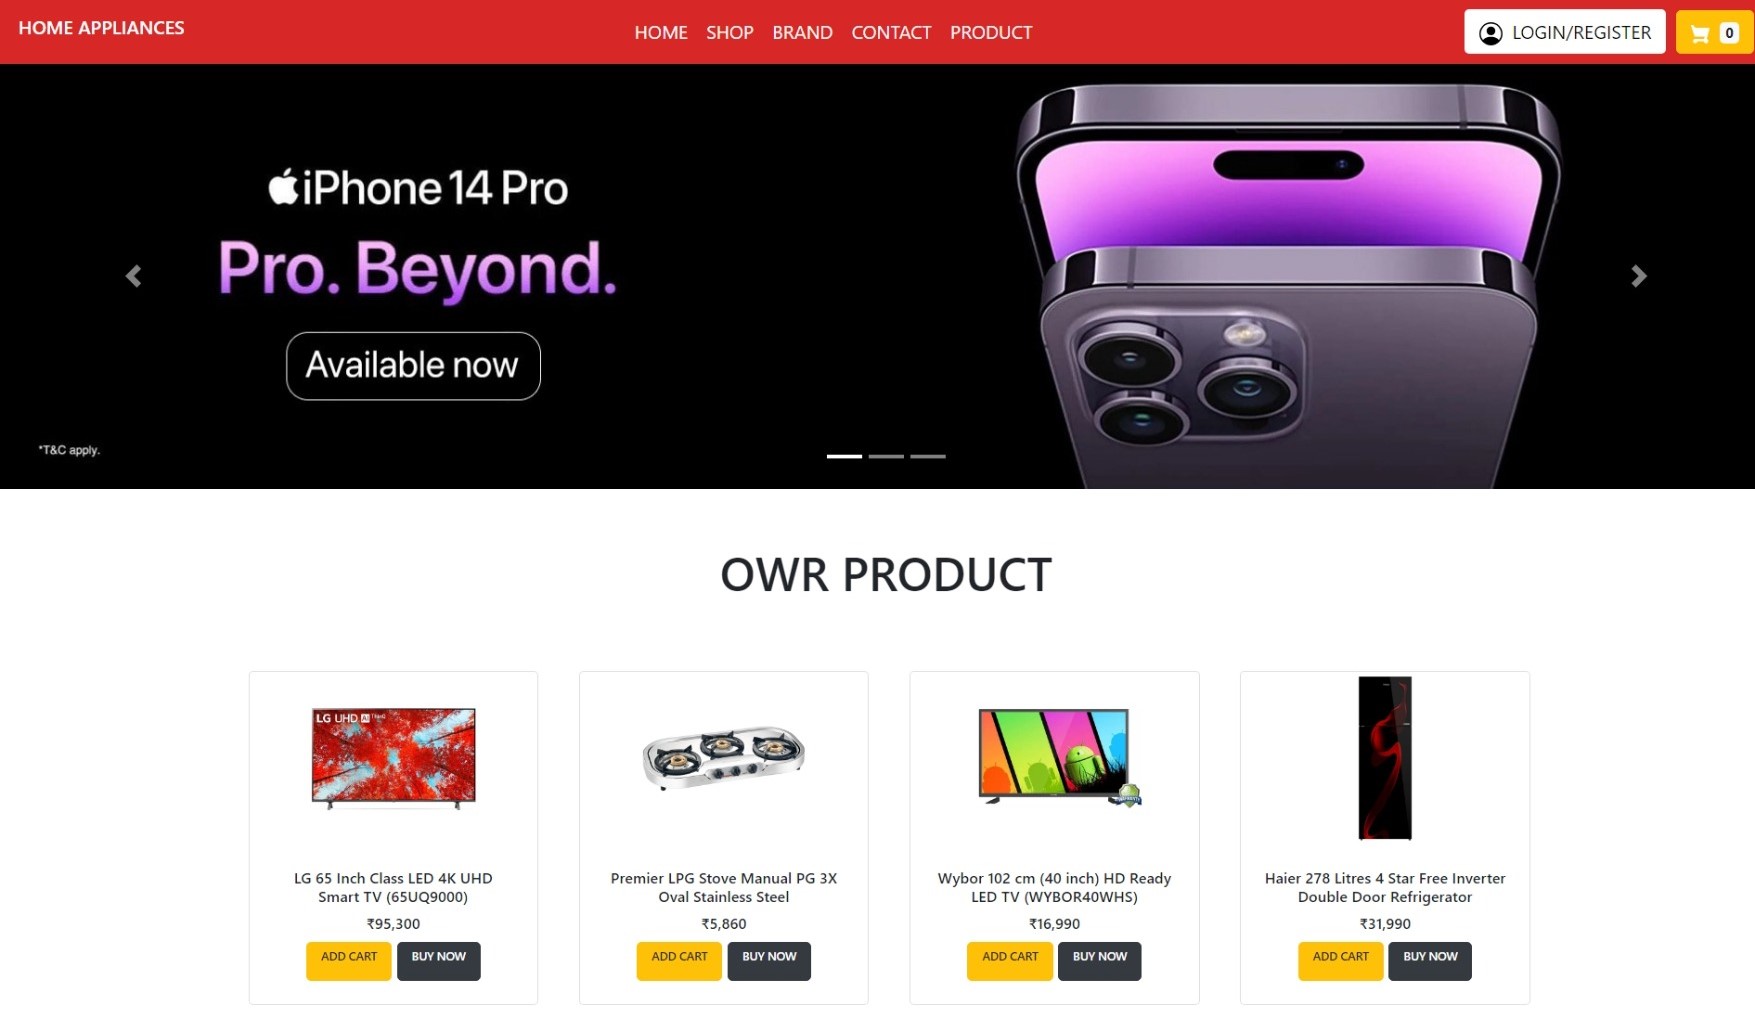 HOME APPLIANCES
HOME SHOP BRAND CONTACT PRODUCT
LOGIN/REGISTER
0
iPhone 14 Pro
Pro. Beyond.
Available now
*T&C apply.
OWR PRODUCT
LG UHD AI ThinQ
LG 65 Inch Class LED 4K UHD
Smart TV (65UQ9000)
₹95,300
ADD CART BUY NOW
Premier LPG Stove Manual PG 3X
Oval Stainless Steel
₹5,860
ADD CART BUY NOW
Wybor 102 cm (40 inch) HD Ready
LED TV (WYBOR40WHS)
₹16,990
ADD CART BUY NOW
Haier 278 Litres 4 Star Free Inverter
Double Door Refrigerator
₹31,990
ADD CART BUY NOW